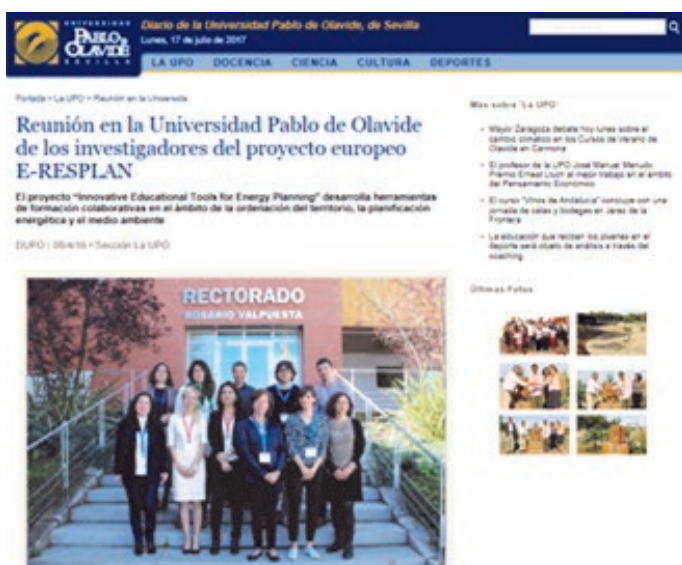 UNIVERSIDAD
PABLO DE
OLAVIDE
SEVILLA
Diario de la Universidad Pablo de Olavide, de Sevilla
Lunes, 17 de julio de 2017
LA UPO DOCENCIA CIENCIA CULTURA DEPORTES
Portada > La UPO > Reunión en la Universida
Reunión en la Universidad Pablo de Olavide
de los investigadores del proyecto europeo
E-RESPLAN
El proyecto "Innovative Educational Tools for Energy Planning" desarrolla herramientas
de formación colaborativas en el ámbito de la ordenación del territorio, la planificación
energética y el medio ambiente
DUPO | 05/4/16 • Sección La UPO
RECTORADO
ROSARIO VALPUESTA
Más sobre 'La UPO'
Mayor Zaragoza debate hoy lunes sobre el
cambio climático en los Cursos de Verano de
Olavide en Carmona
El profesor de la UPO José Manuel Menudo,
Premio Ernest Lluch al mejor trabajo en el ámbito
del Pensamiento Económico
El curso "Vinos de Andalucía" concluye con una
jornada de catas y bodegas en Jerez de la
Frontera
La educación que reciben los jóvenes en el
deporte será objeto de análisis a través del
coaching
Últimas Fotos